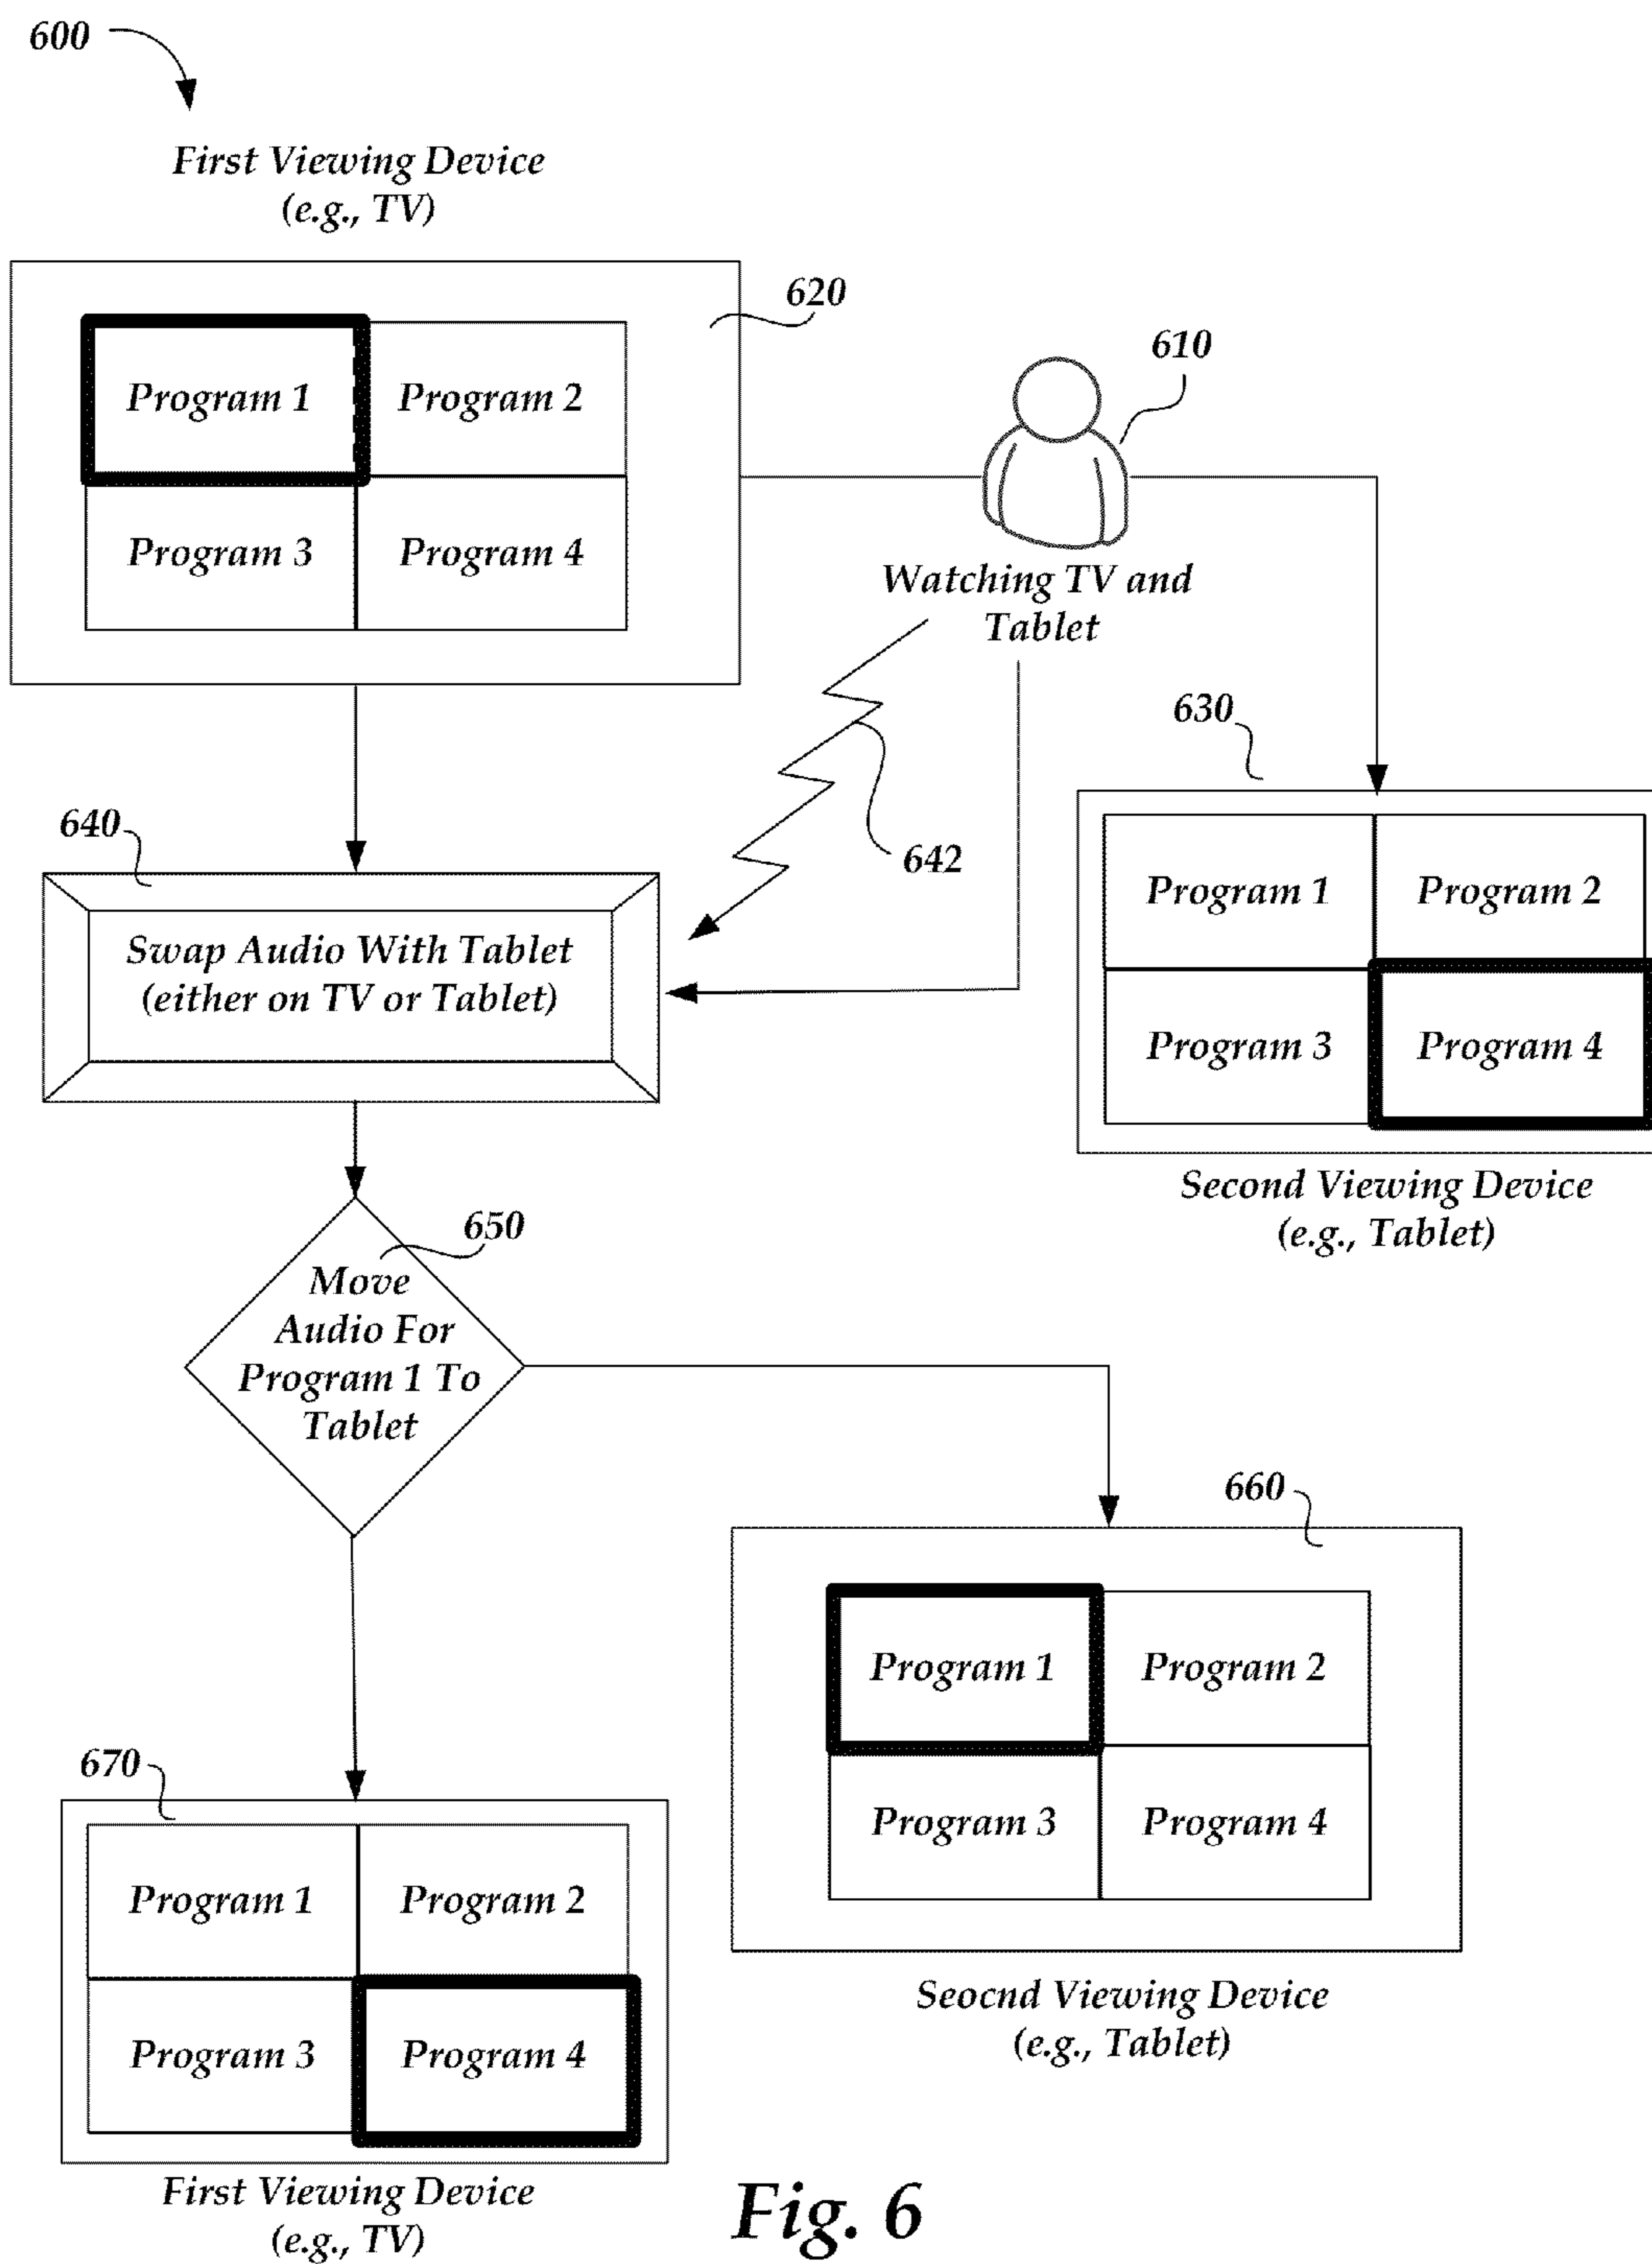 600
First Viewing Device
(e.g., TV)
620
Program 1
Program 2
Program 3
Program 4
610
Watching TV and
Tablet
642
630
Program 1
Program 2
Program 3
Program 4
Second Viewing Device
(e.g., Tablet)
640
Swap Audio With Tablet
(either on TV or Tablet)
650
Move
Audio For
Program 1 To
Tablet
660
Program 1
Program 2
Program 3
Program 4
Seocnd Viewing Device
(e.g., Tablet)
670
Program 1
Program 2
Program 3
Program 4
First Viewing Device
(e.g., TV)
Fig. 6